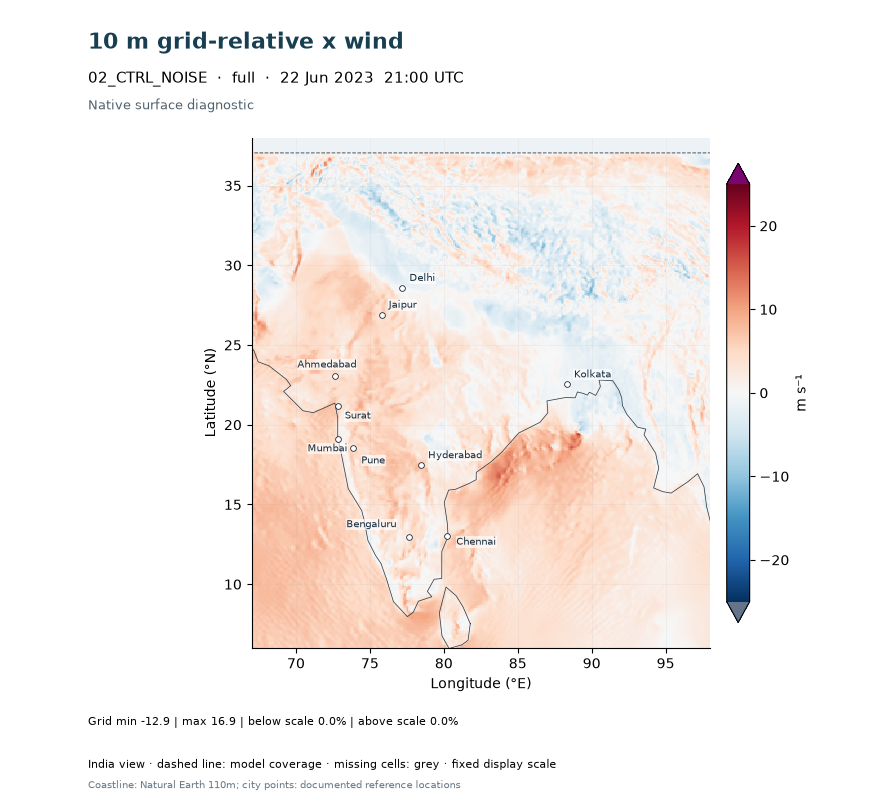 10 m grid-relative x wind
02_CTRL_NOISE · full · 22 Jun 2023 21:00 UTC
Native surface diagnostic
35
30
25
20
15
10
Latitude (°N)
Delhi
Jaipur
Ahmedabad
Kolkata
Surat
Mumbai
Pune
Hyderabad
Bengaluru
Chennai
70
75
80
85
90
95
Longitude (°E)
20
10
0
−10
−20
m s⁻¹
Grid min -12.9 | max 16.9 | below scale 0.0% | above scale 0.0%
India view · dashed line: model coverage · missing cells: grey · fixed display scale
Coastline: Natural Earth 110m; city points: documented reference locations